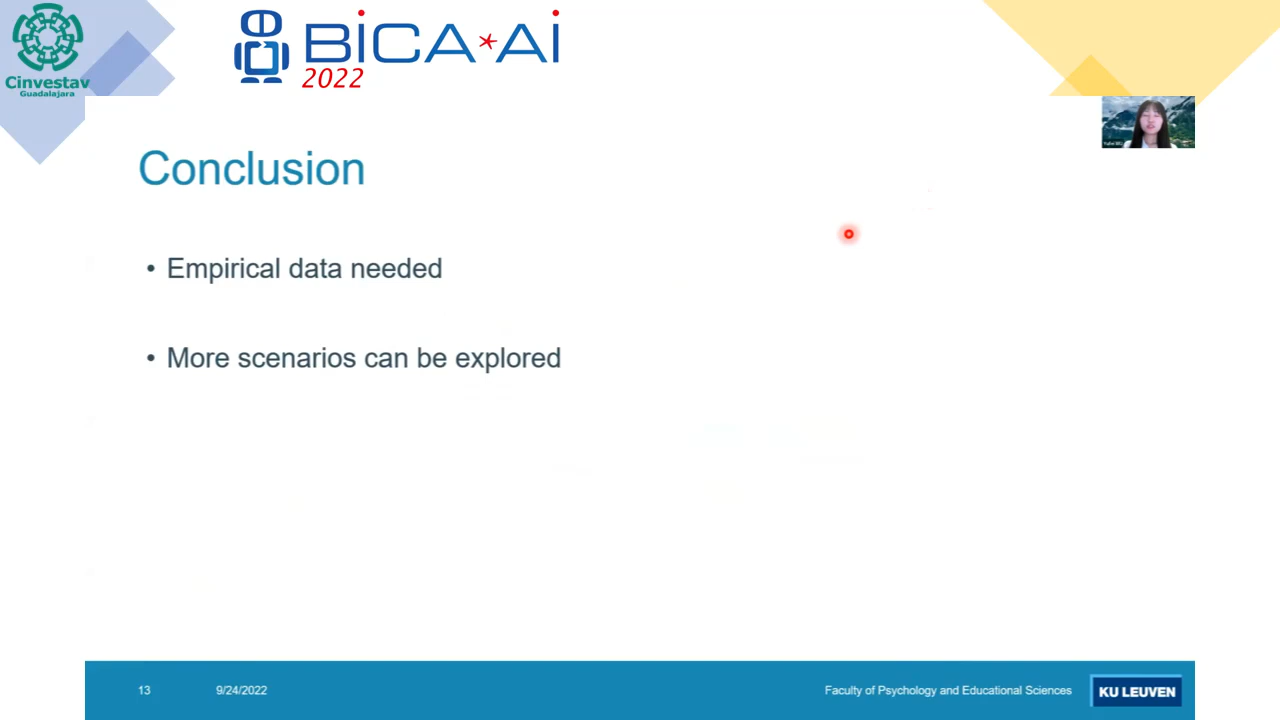 Cinvestav
Guadalajara
BiCA*Ai
2022
Conclusion
• Empirical data needed
• More scenarios can be explored
13
9/24/2022
Faculty of Psychology and Educational Sciences
KU LEUVEN